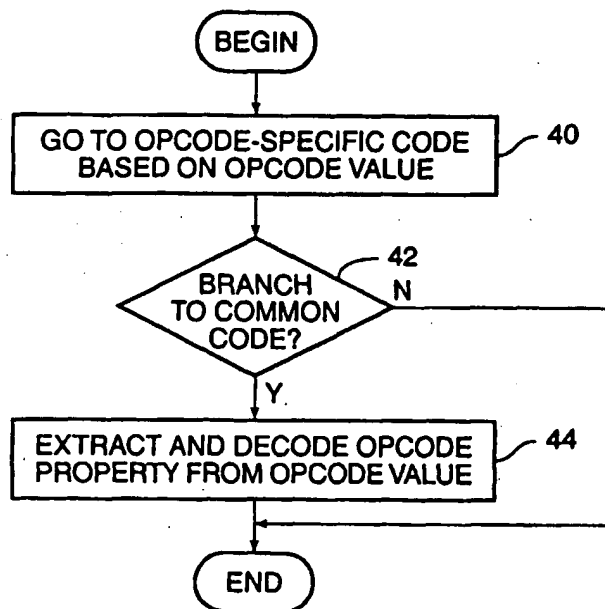 BEGIN
GO TO OPCODE-SPECIFIC CODE
BASED ON OPCODE VALUE
40
42
BRANCH
TO COMMON
CODE?
N
Y
EXTRACT AND DECODE OPCODE
PROPERTY FROM OPCODE VALUE
44
END